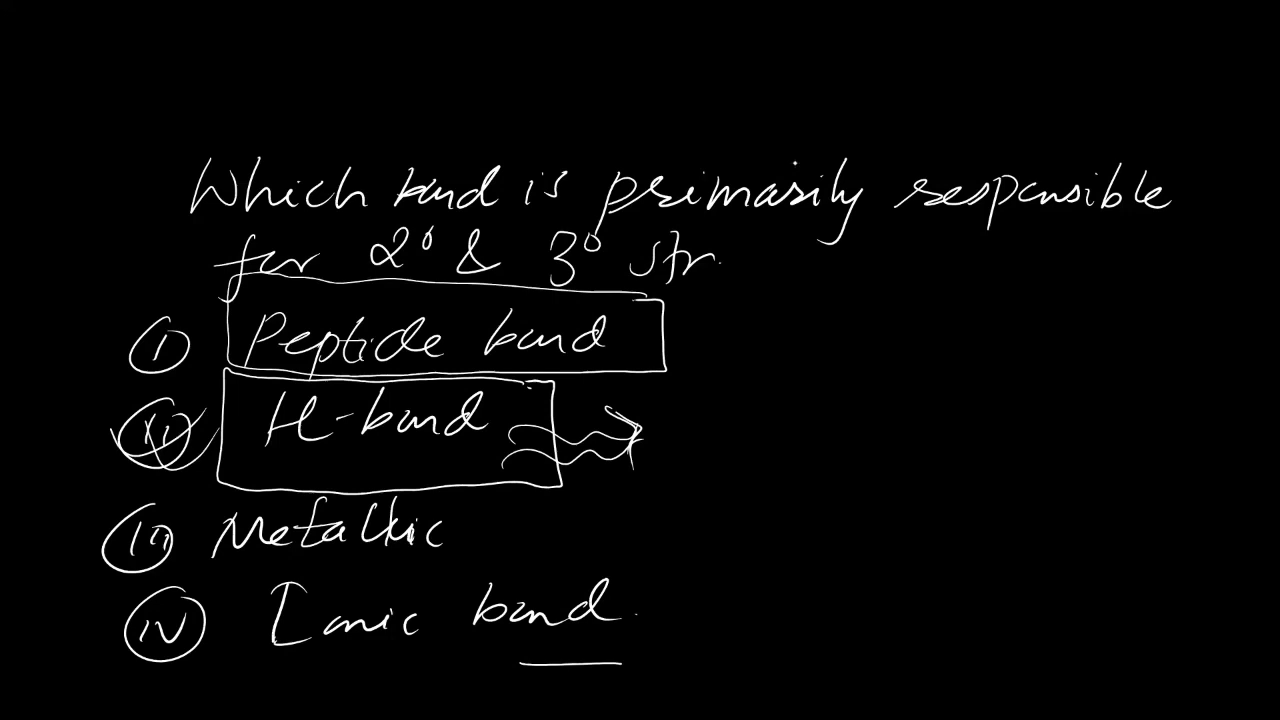 Which bond is primarily responsible
for 2° & 3° str.
I Peptide bond
II H-bond
III Metallic
IV Ionic bond.